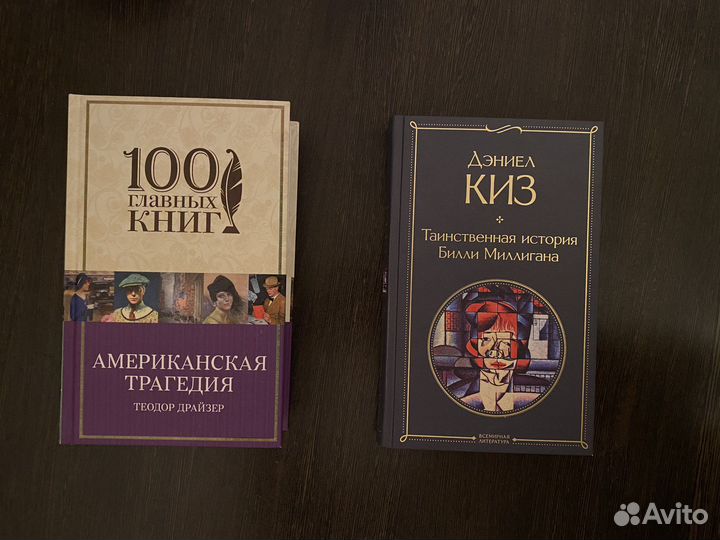 100
ГЛАВНЫХ
КНИГ
АМЕРИКАНСКАЯ
ТРАГЕДИЯ
ТЕОДОР ДРАЙЗЕР
ДЭНИЕЛ
КИЗ
ТАИНСТВЕННАЯ ИСТОРИЯ
БИЛЛИ МИЛЛИГАНА
ВСЕМИРНАЯ
ЛИТЕРАТУРА
Avito